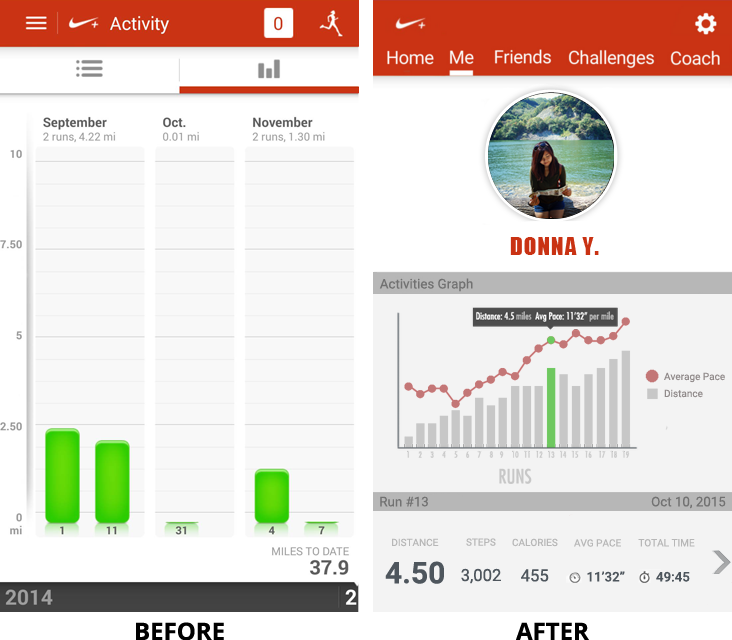 Activity
0
September
2 runs, 4.22 mi
Oct.
0.01 mi
November
2 runs, 1.30 mi
10
7.50
5
2.50
0
mi
1 11 31 4 7
MILES TO DATE
37.9
2014 2
BEFORE
Home Me Friends Challenges Coach
DONNA Y.
Activities Graph
Distance: 4.5 miles Avg Pace: 11'32" per mile
Average Pace
Distance
1 2 3 4 5 6 7 8 9 10 11 12 13 14 15 16 17 18 19
RUNS
Run #13 Oct 10, 2015
DISTANCE STEPS CALORIES AVG PACE TOTAL TIME
4.50 3,002 455 11'32" 49:45
AFTER